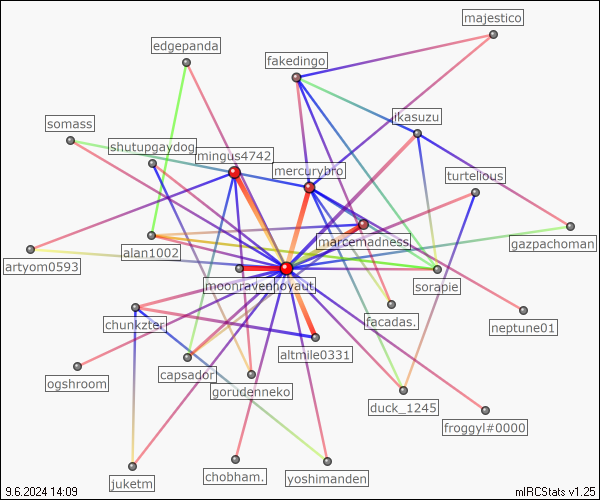 majestico
edgepanda
fakedingo
somass
ikasuzu
shutupgaydog
mingus4742
mercurybro
turtelious
marcemadness
gazpachoman
alan1002
artyom0593
sorapie
facadas.
neptune01
chunkzter
altmile0331
capsador
ogshroom
gorudenneko
duck_1245
froggyl#0000
juketm
chobham.
yoshimanden
9.6.2024 14:09
mIRCStats v1.25